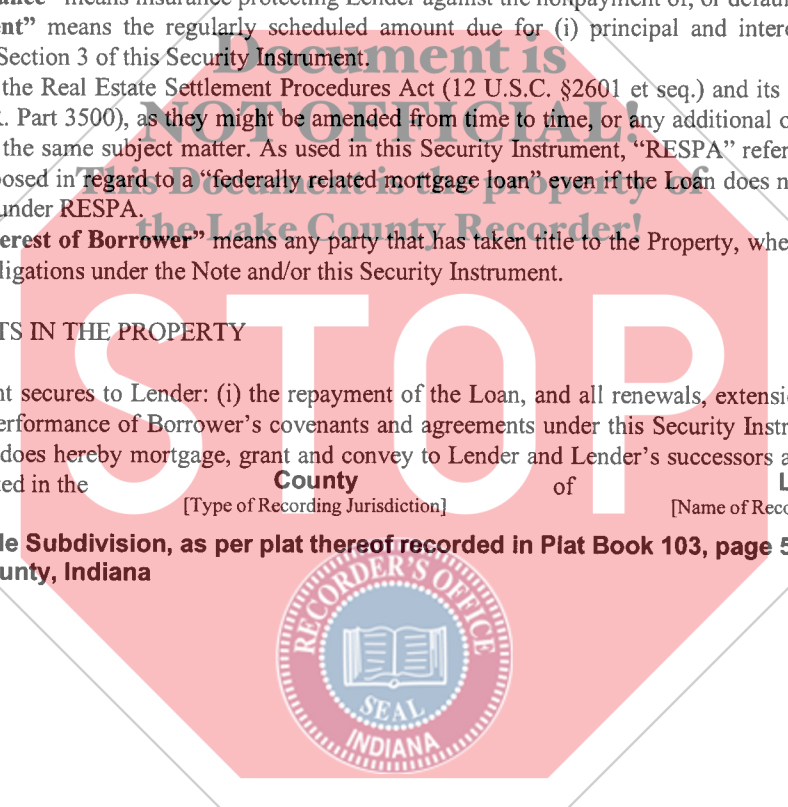 ance” means insurance protecting Lender against the nonpayment of, or defau
ent” means the regularly scheduled amount due for (i) principal and inter
Section 3 of this Security Instrument.
Document is
the Real Estate Settlement Procedures Act (12 U.S.C. §2601 et seq.) and its
. Part 3500), as they might be amended from time to time, or any additional o
NOT OFFICIAL!
the same subject matter. As used in this Security Instrument, “RESPA” refer
osed in regard to a “federally related mortgage loan” even if the Loan does n
This Document is the property of
under RESPA.
the Lake County Recorder!
erest of Borrower” means any party that has taken title to the Property, whe
ligations under the Note and/or this Security Instrument.
STOP
TS IN THE PROPERTY
nt secures to Lender: (i) the repayment of the Loan, and all renewals, extensi
erformance of Borrower’s covenants and agreements under this Security Instr
does hereby mortgage, grant and convey to Lender and Lender’s successors a
ted in the County of L
[Type of Recording Jurisdiction] [Name of Reco
le Subdivision, as per plat thereof recorded in Plat Book 103, page 5
unty, Indiana
RECORDER'S OFFICE
SEAL
INDIANA